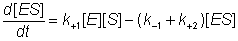 d[ES]/dt = k₊₁[E][S] − (k₋₁ + k₊₂)[ES]